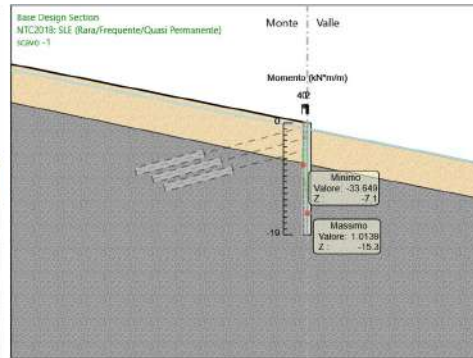 Base Design Section
NTC2018: SLE (Rara/Frequente/Quasi Permanente)
scavo -1
Monte
Valle
Momento (kN*m/m)
402
0
Minimo
Valore: -33.649
Z : -7.1
Massimo
Valore: 1.0138
Z : -15.3
-19